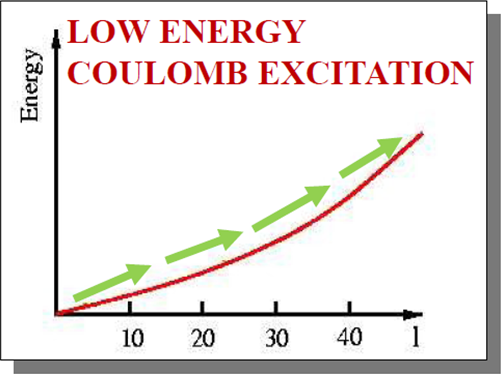 LOW ENERGY
COULOMB EXCITATION
Energy
10 20 30 40 I